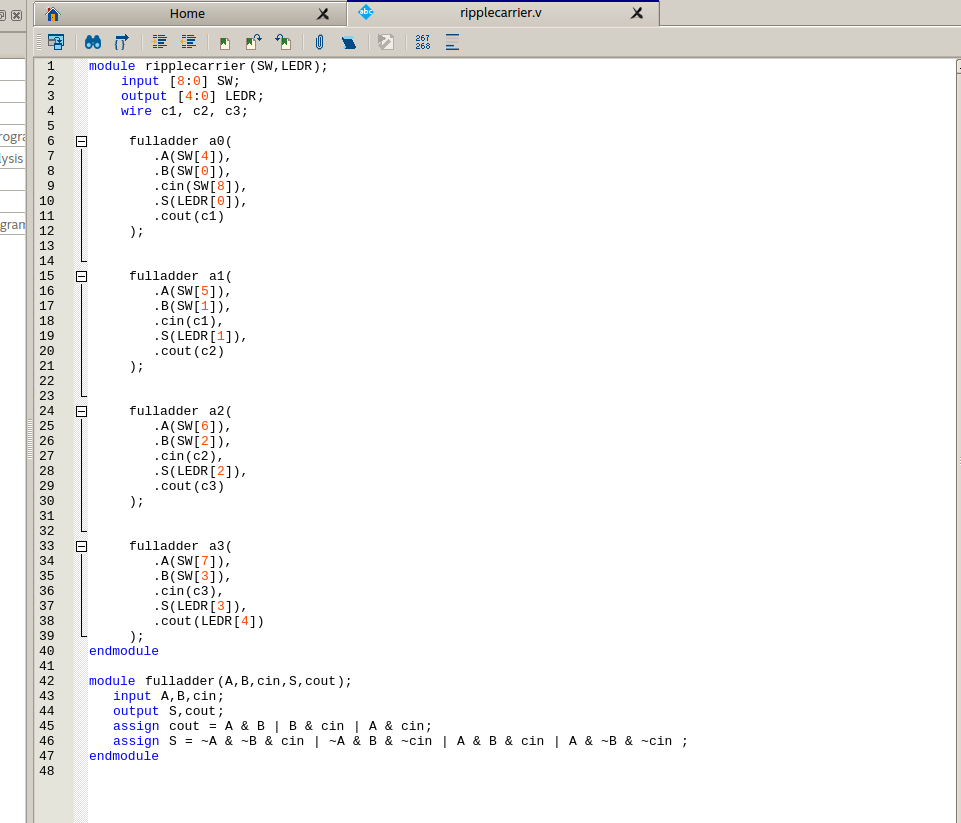 Home
abc ripplecarrier.v
267
268
rogra
lysis
gram
1 module ripplecarrier(SW,LEDR);
2     input [8:0] SW;
3     output [4:0] LEDR;
4     wire c1, c2, c3;
5
6      fulladder a0(
7         .A(SW[4]),
8         .B(SW[0]),
9         .cin(SW[8]),
10         .S(LEDR[0]),
11         .cout(c1)
12      );
13
14
15      fulladder a1(
16         .A(SW[5]),
17         .B(SW[1]),
18         .cin(c1),
19         .S(LEDR[1]),
20         .cout(c2)
21      );
22
23
24      fulladder a2(
25         .A(SW[6]),
26         .B(SW[2]),
27         .cin(c2),
28         .S(LEDR[2]),
29         .cout(c3)
30      );
31
32
33      fulladder a3(
34         .A(SW[7]),
35         .B(SW[3]),
36         .cin(c3),
37         .S(LEDR[3]),
38         .cout(LEDR[4])
39      );
40 endmodule
41
42 module fulladder(A,B,cin,S,cout);
43    input A,B,cin;
44    output S,cout;
45    assign cout = A & B | B & cin | A & cin;
46    assign S = ~A & ~B & cin | ~A & B & ~cin | A & B & cin | A & ~B & ~cin ;
47 endmodule
48